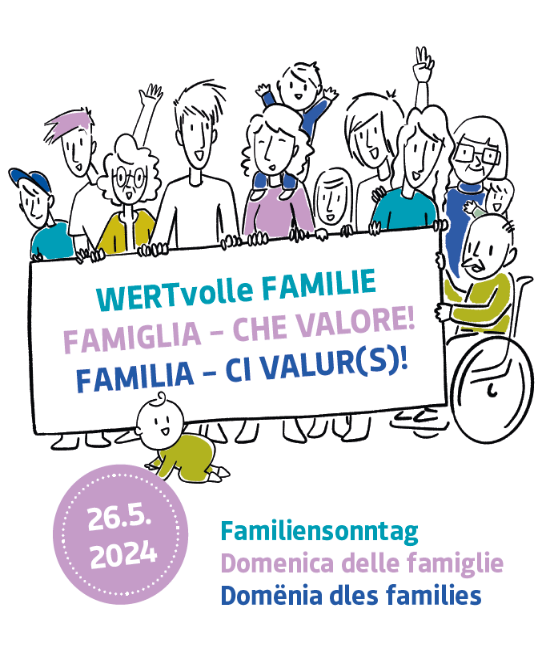 WERTvolle FAMILIE
FAMIGLIA – CHE VALORE!
FAMILIA – CI VALUR(S)!
26.5.
2024
Familiensonntag
Domenica delle famiglie
Domënia dles families